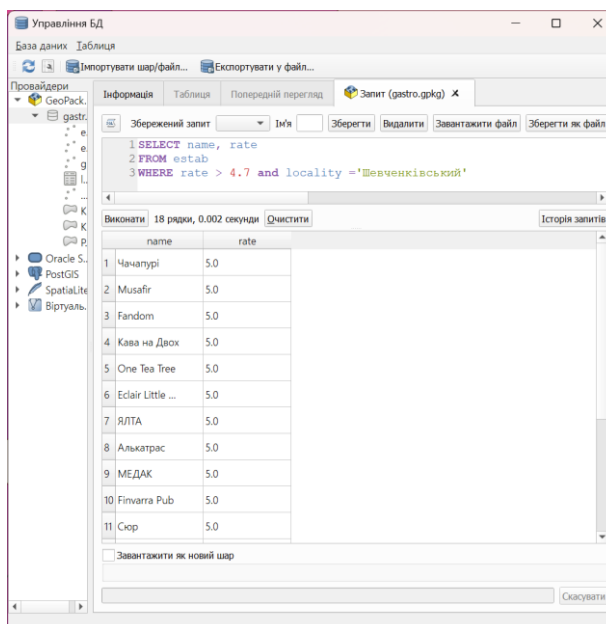 Управління БД
База даних Таблиця
Імпортувати шар/файл... Експортувати у файл...
Провайдери
GeoPack.
gastr.
e
e
g
l...
...
K
K
P.
Oracle S..
PostGIS
SpatiaLite
Віртуаль.
Інформація Таблиця Попередній перегляд Запит (gastro.gpkg) X
Збережений запит Ім'я Зберегти Видалити Завантажити файл Зберегти як файл
1 SELECT name, rate
2 FROM estab
3 WHERE rate > 4.7 and locality ='Шевченківський'
Виконати 18 рядки, 0.002 секунди Очистити Історія запитів
name rate
1 Чачапурі 5.0
2 Musafir 5.0
3 Fandom 5.0
4 Кава на Двох 5.0
5 One Tea Tree 5.0
6 Eclair Little ... 5.0
7 ЯЛТА 5.0
8 Алькатрас 5.0
9 МЕДАК 5.0
10 Finvarra Pub 5.0
11 Сюр 5.0
Завантажити як новий шар
Скасувати